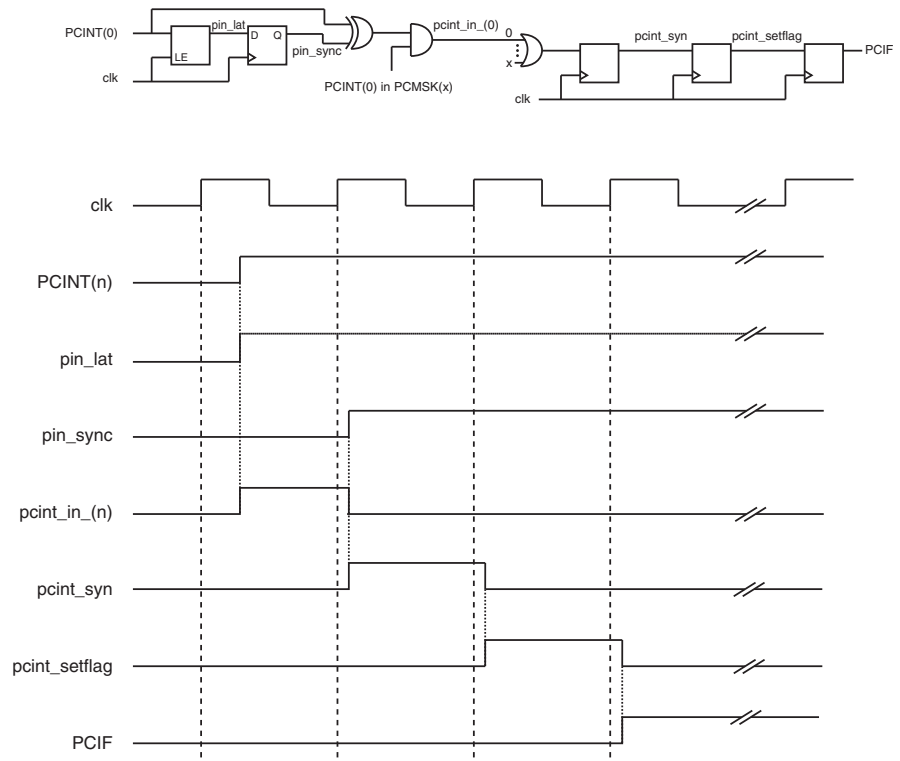 PCINT(0)
pin_lat
D Q
LE
pin_sync
clk
pcint_in_(0)
PCINT(0) in PCMSK(x)
0
x
pcint_syn
pcint_setflag
PCIF
clk
clk
PCINT(n)
pin_lat
pin_sync
pcint_in_(n)
pcint_syn
pcint_setflag
PCIF